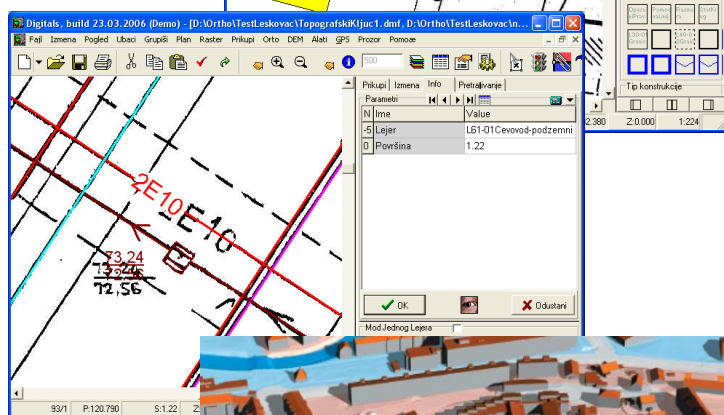 Digitals, build 23.03.2006 (Demo) - [D:\Ortho\TestLeskovac\TopografskiKljuc1.dmf, D:\Ortho\TestLeskovac\n...
Fajl Izmena Pogled Ubaci Grupiši Plan Raster Prikupi Orto DEM Alati GPS Prozor Pomoæ
500
Prikupi Izmena Info Pretraživanje
Parametri
N Ime Value
-5 Lejer L61-01Cevovod-podzemni
0 Površina 1.22
2E10
2E10
73,24
73,24
72,56
OK
Odustani
Mod Jednog Lejera
93/1 P:120.790 S:1.22 Z
Tip konstrukcije
2.380 Z:0.000 1:224